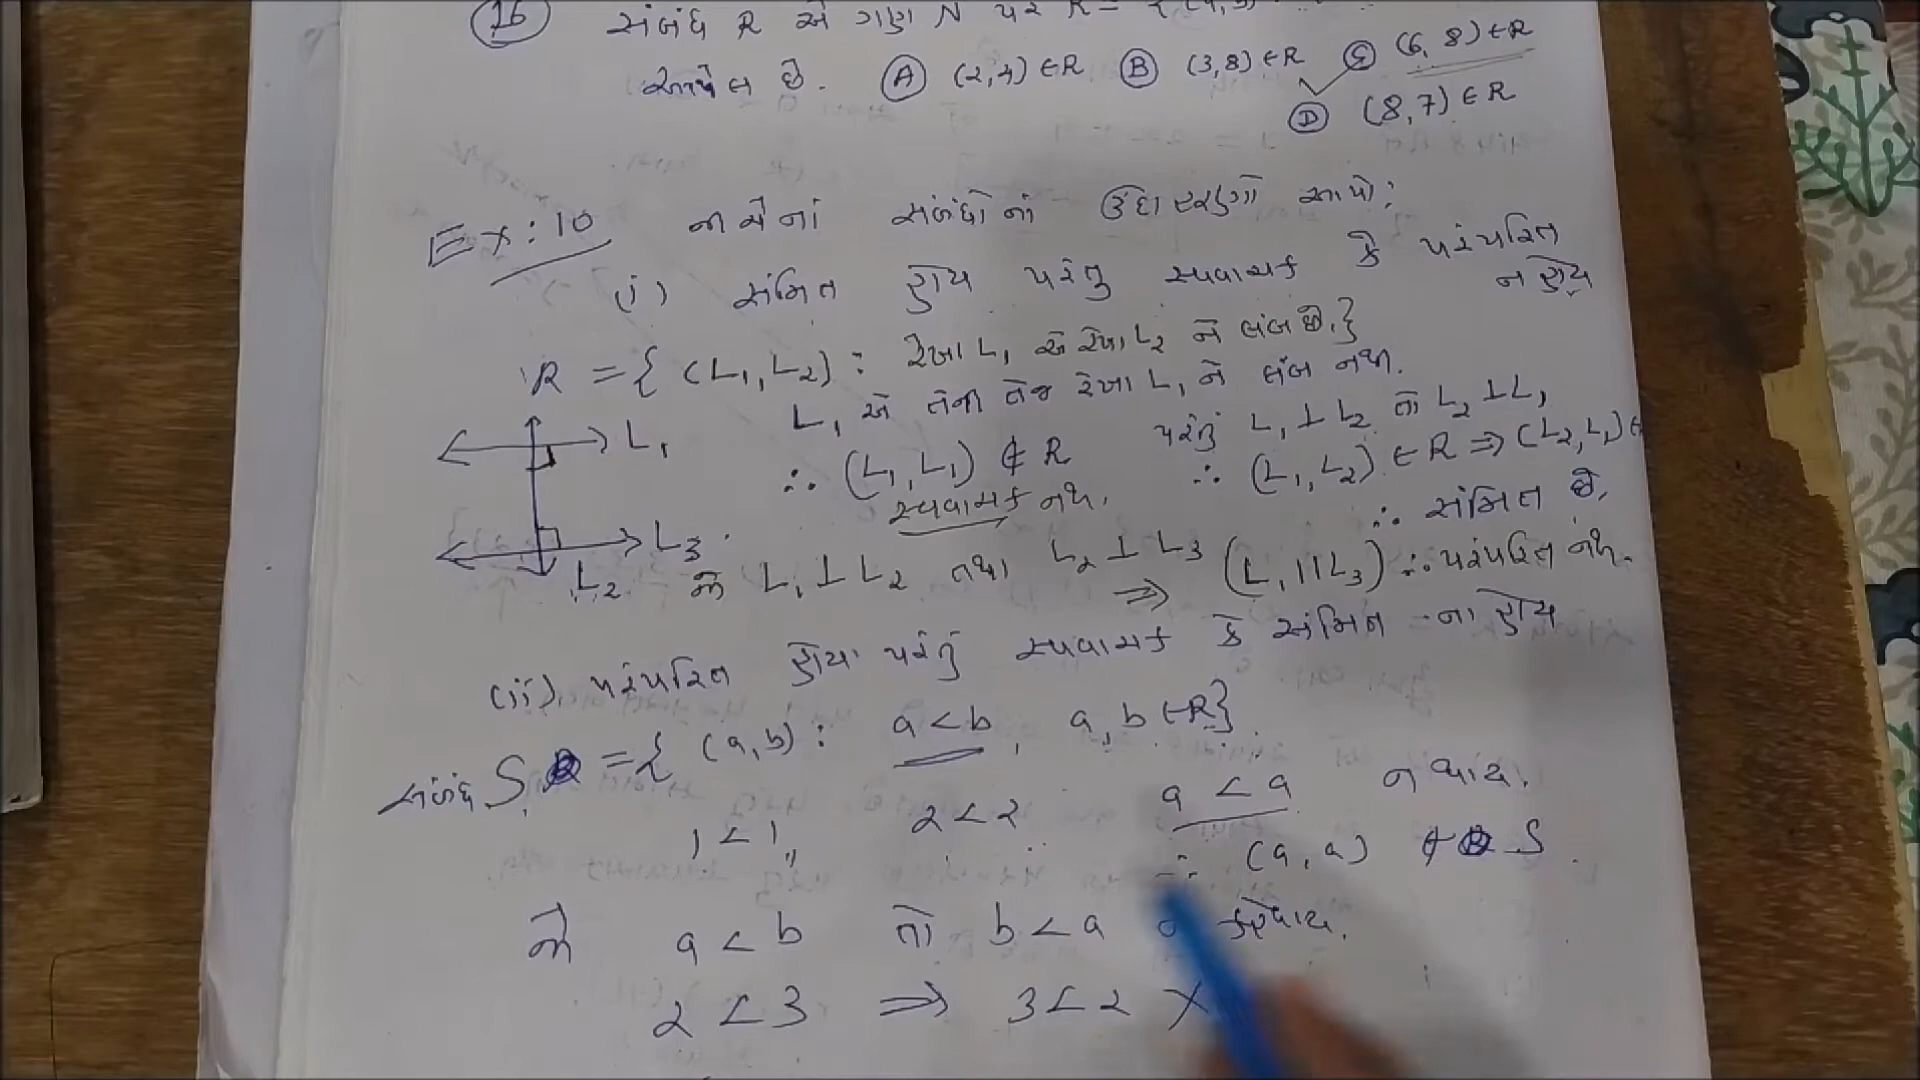 16 સંબંધ R એ ગણ N પર R = {(a,b)
આપેલ છે. (A) (2,4) ∈ R (B) (3,8) ∈ R (C) (6,8) ∈ R
(D) (8,7) ∈ R
Ex: 10 નીચેનાં સંબંધોનાં ઉદાહરણો આપો:
(i) સંમિત હોય પરંતુ સ્વવાચક કે પરંપરિત
ન હોય
R = { (L₁, L₂) : રેખા L₁ એ રેખા L₂ ને લંબ છે.}
L₁ એ તેની તેજ રેખા L₁ ને લંબ નથી.
L₁
∴ (L₁, L₁) ∉ R
સ્વવાચક નથી.
પરંતુ L₁ ⊥ L₂ તો L₂ ⊥ L₁
∴ (L₁, L₂) ∈ R ⇒ (L₂, L₁) ∈
∴ સંમિત છે.
L₃
L₂
જો L₁ ⊥ L₂ તથા L₂ ⊥ L₃ ⇒ (L₁ || L₃) ∴ પરંપરિત નથી.
(ii) પરંપરિત હોય પરંતુ સ્વવાચક કે સંમિત ના હોય
સંબંધ S = { (a, b) : a < b, a, b ∈ R}
1 < 1, 2 < 2 a < a ન થાય.
∴ (a, a) ∉ S
જો a < b તો b < a
2 < 3 ⇒ 3 < 2 X